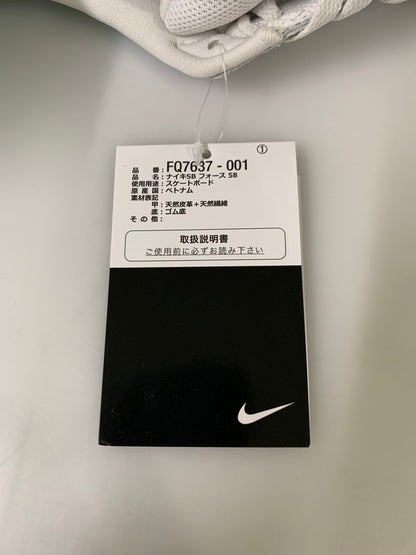 ①
品 番 : FQ7637 - 001
品 名 : ナイキSB フォース 58
使用用途 : スケートボード
原 産 国 : ベトナム
素材表記
甲 : 天然皮革+天然繊維
底 : ゴム底
そ の 他 :
取扱説明書
ご使用前に必ずお読み下さい